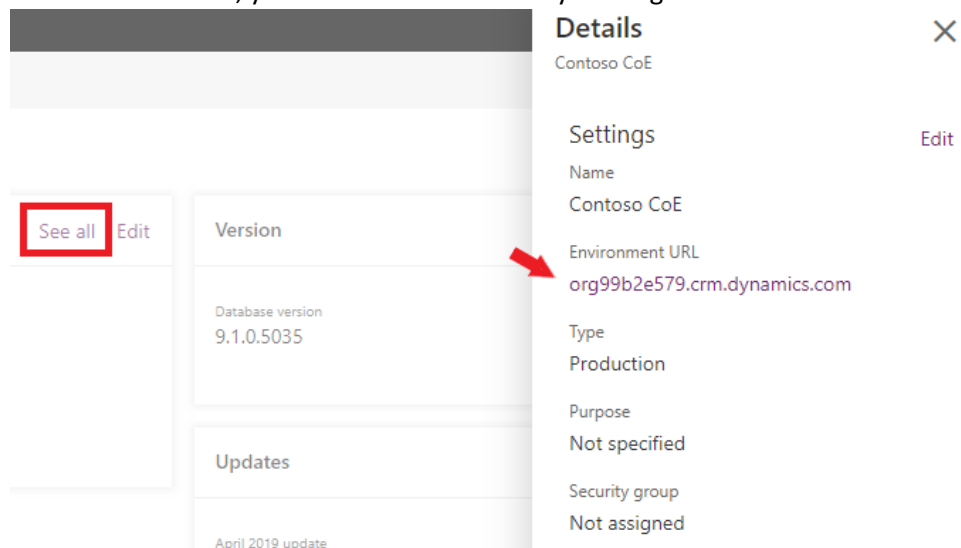 Details
Contoso CoE
Settings Edit
Name
Contoso CoE
See all Edit
Version
Environment URL
org99b2e579.crm.dynamics.com
Database version
9.1.0.5035
Type
Production
Purpose
Not specified
Updates
Security group
Not assigned
April 2019 update